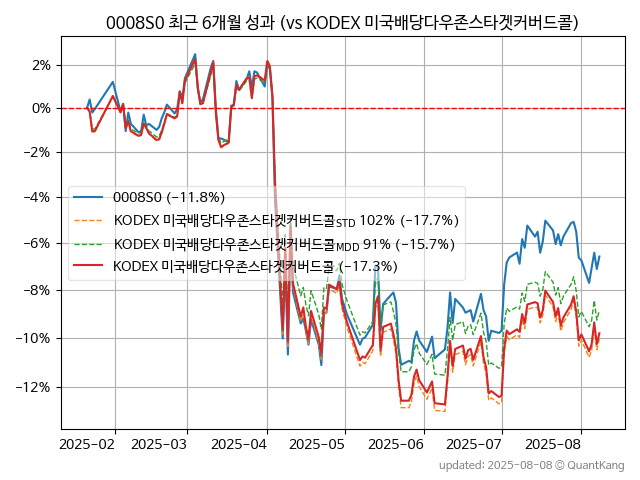 0008S0 최근 6개월 성과 (vs KODEX 미국배당다우존스타겟커버드콜)
2%
0%
−2%
−4%
−6%
−8%
−10%
−12%
0008S0 (−11.8%)
KODEX 미국배당다우존스타겟커버드콜STD 102% (−17.7%)
KODEX 미국배당다우존스타겟커버드콜MDD 91% (−15.7%)
KODEX 미국배당다우존스타겟커버드콜 (−17.3%)
2025-02 2025-03 2025-04 2025-05 2025-06 2025-07 2025-08
updated: 2025-08-08 © QuantKang